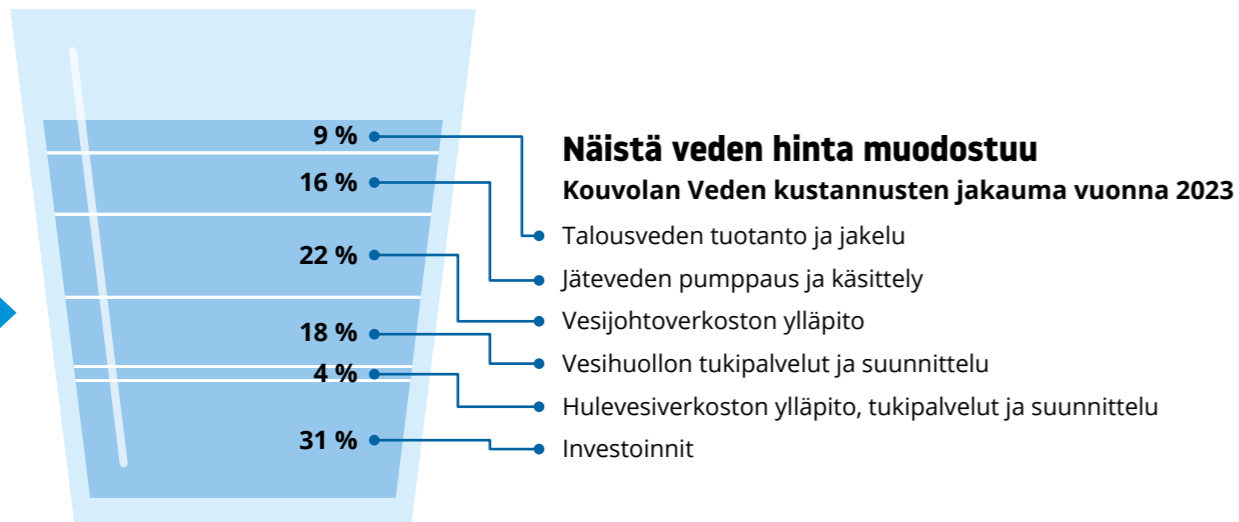 Näistä veden hinta muodostuu
Kouvolan Veden kustannusten jakauma vuonna 2023
9 %
Talousveden tuotanto ja jakelu
16 %
Jäteveden pumppaus ja käsittely
22 %
Vesijohtoverkoston ylläpito
18 %
Vesihuollon tukipalvelut ja suunnittelu
4 %
Hulevesiverkoston ylläpito, tukipalvelut ja suunnittelu
31 %
Investoinnit